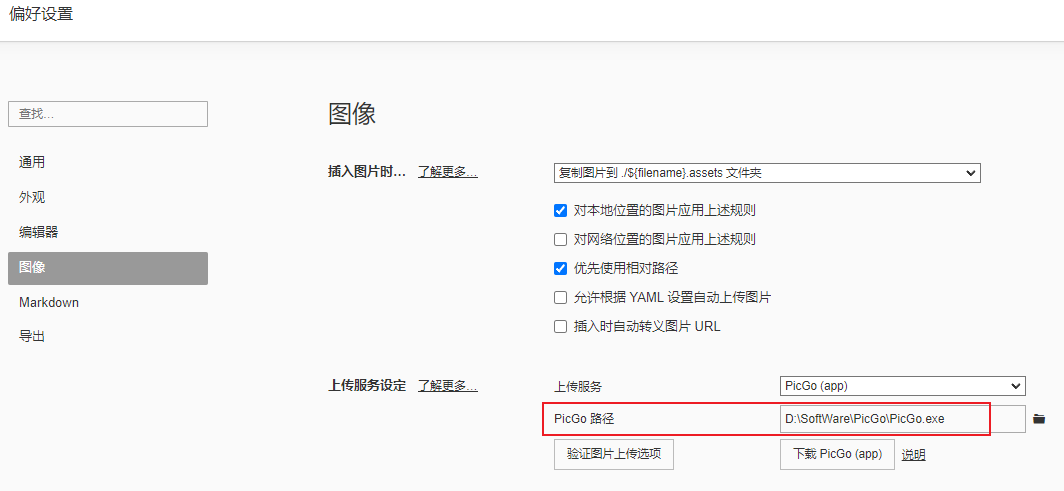 偏好设置
查找...
通用
外观
编辑器
图像
Markdown
导出
图像
插入图片时... 了解更多... 复制图片到 ./${filename}.assets 文件夹
对本地位置的图片应用上述规则
对网络位置的图片应用上述规则
优先使用相对路径
允许根据 YAML 设置自动上传图片
插入时自动转义图片 URL
上传服务设定 了解更多... 上传服务 PicGo (app)
PicGo 路径 D:\SoftWare\PicGo\PicGo.exe
验证图片上传选项 下载 PicGo (app) 说明